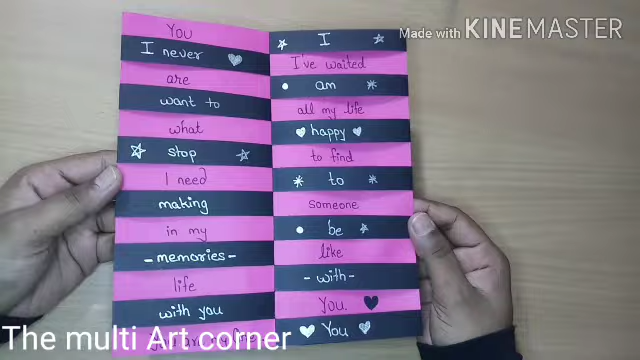 Made with KINEMASTER
You
I never
are
want to
what
stop
I need
making
in my
-memories-
life
with you
I
I've waited
am
all my life
happy
to find
to
someone
be
like
-with-
You.
You
The multi Art corner